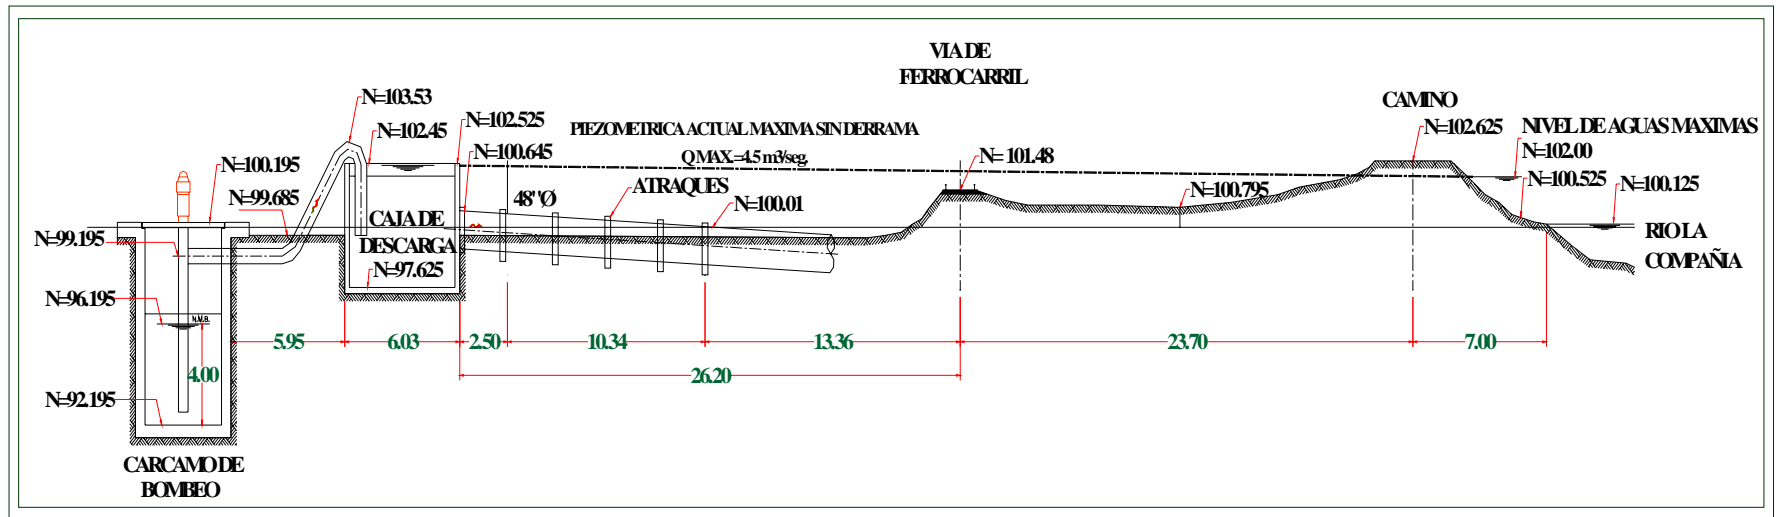 VIA DE
FERROCARRIL
N=103.53
CAMINO
N=102.45
N=102.525
PIEZOMETRICA ACTUAL MAXIMA SIN DERRAMA
N=102.625
NIVEL DE AGUAS MAXIMAS
N=102.00
N=100.195
N=100.645
Q MAX.=4.5 m3/seg.
N=101.48
N=99.685
48"Ø
ATRAQUES
N=100.795
N=100.525
N=100.125
N=100.01
CAJA DE
DESCARGA
N=99.195
RIO LA
COMPAÑIA
N=97.625
N=96.195
N.M.B.
5.95
6.03
2.50
10.34
13.36
23.70
7.00
4.00
26.20
N=92.195
CARCAMO DE
BOMBEO